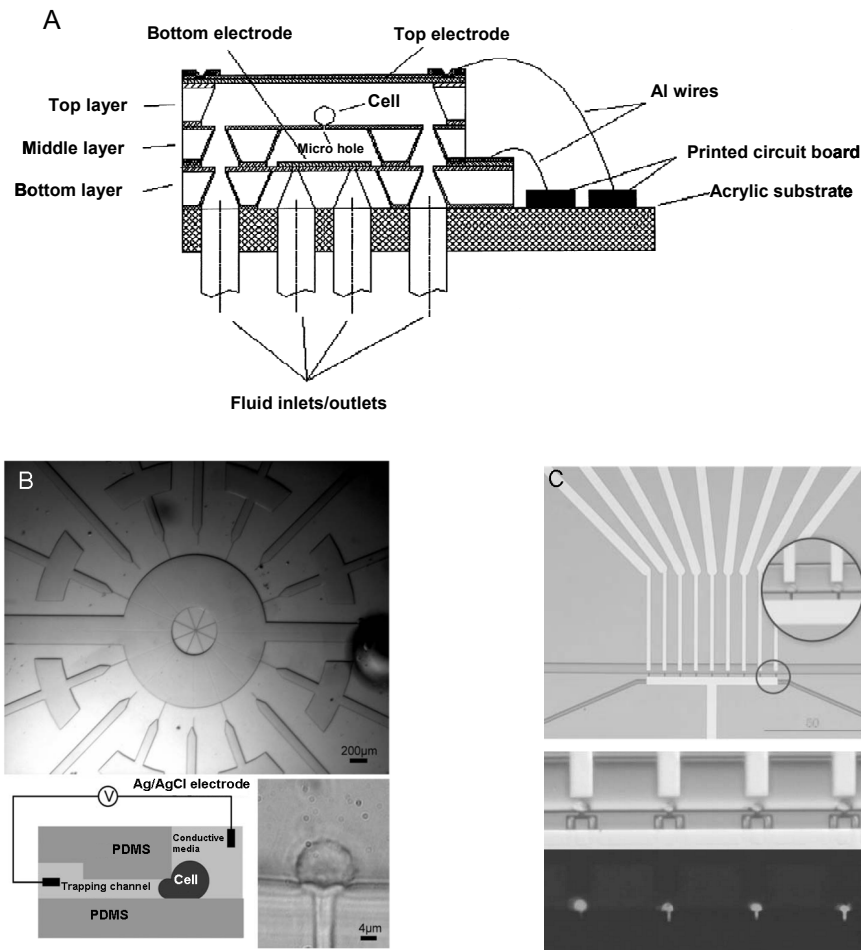 A
Bottom electrode
Top electrode
Cell
Al wires
Top layer
Middle layer
Micro hole
Printed circuit board
Bottom layer
Acrylic substrate
Fluid inlets/outlets
B
200µm
C
Ag/AgCl electrode
V
PDMS
Conductive
media
Trapping channel
Cell
PDMS
4µm